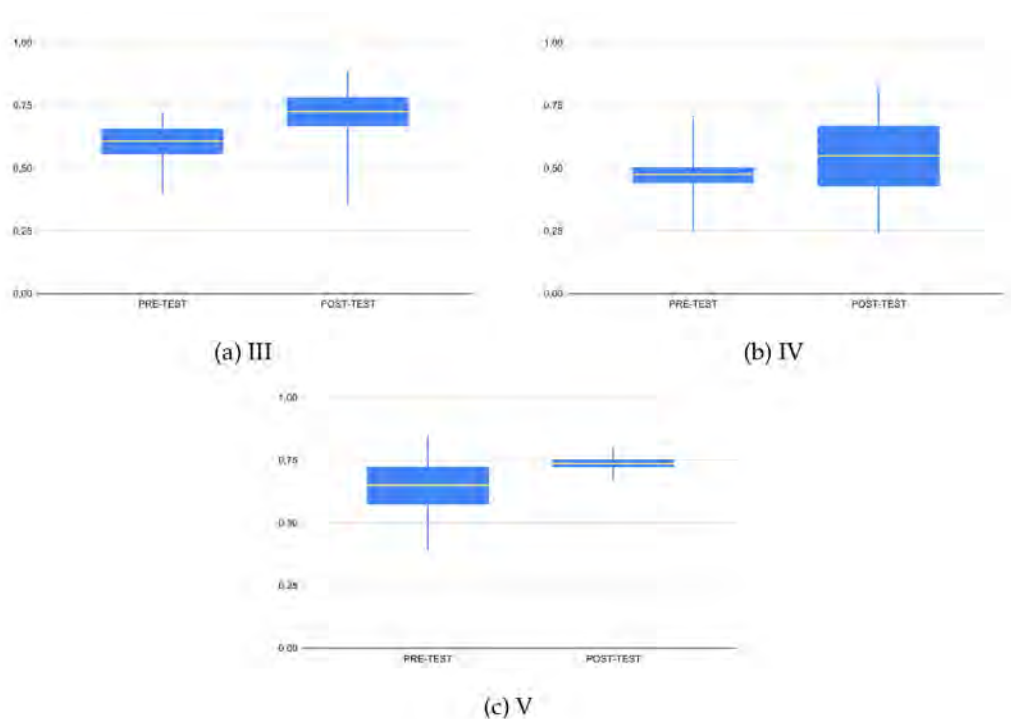 1,00
0,75
0,50
0,25
0,00
PRE-TEST POST-TEST
(a) III
1,00
0,75
0,50
0,25
0,00
PRE-TEST POST-TEST
(b) IV
1,00
0,75
0,50
0,25
0,00
PRE-TEST POST-TEST
(c) V